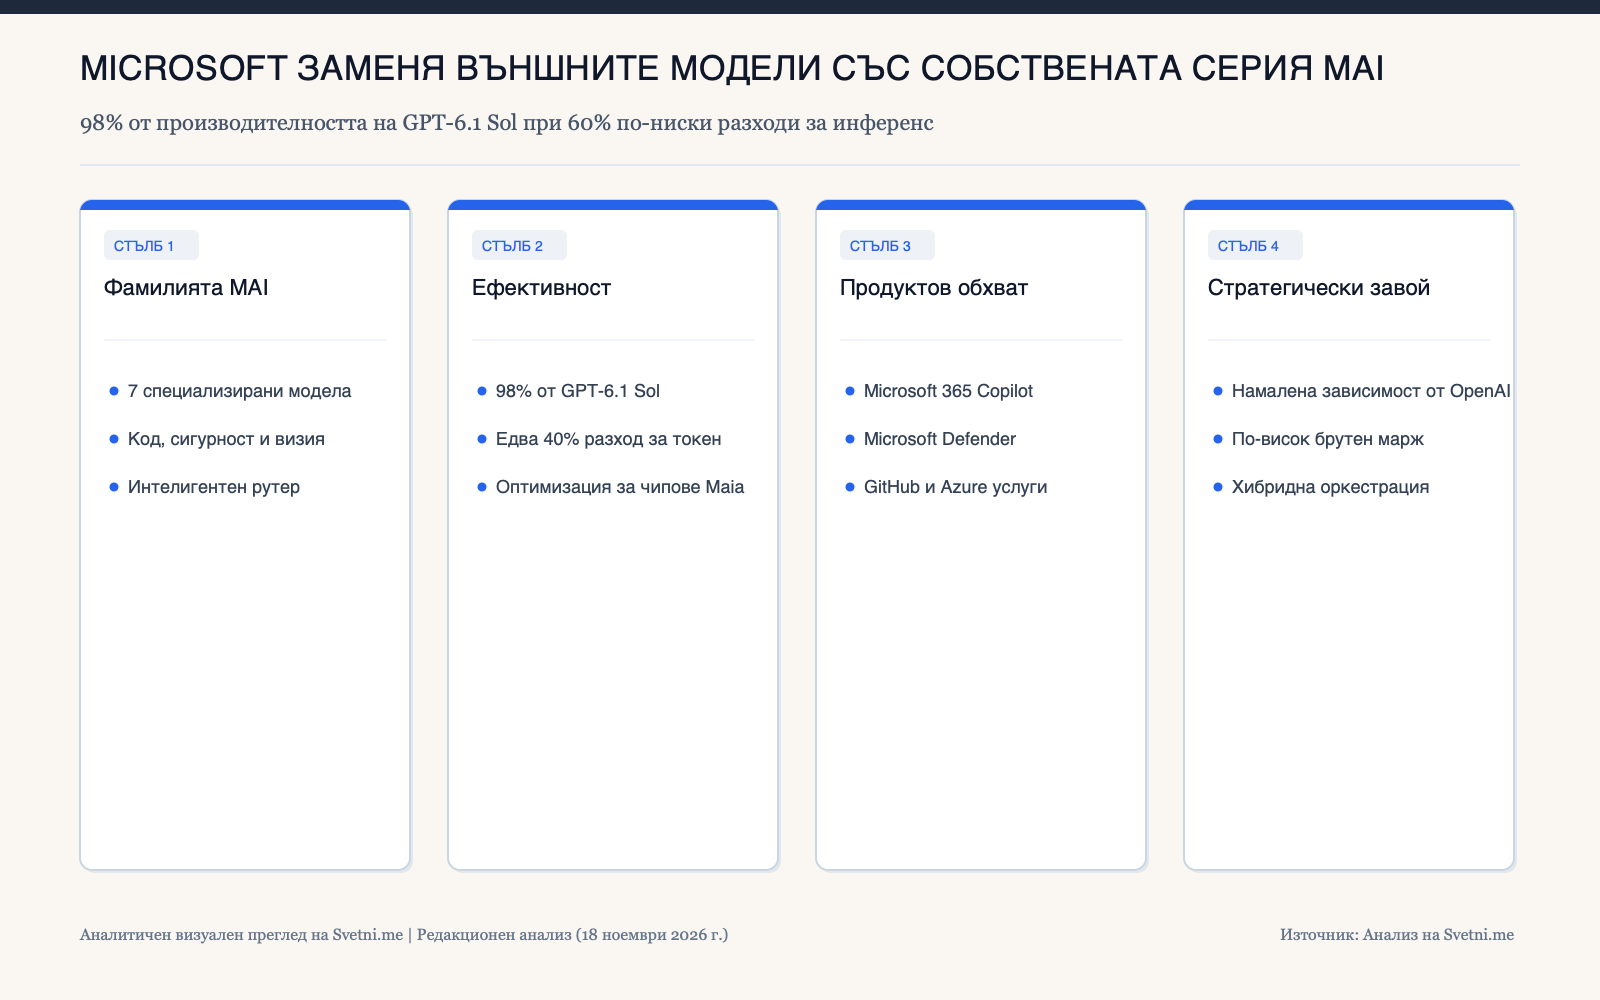 MICROSOFT ЗАМЕНЯ ВЪНШНИТЕ МОДЕЛИ СЪС СОБСТВЕНАТА СЕРИЯ MAI
98% от производителността на GPT-6.1 Sol при 60% по-ниски разходи за инференс
СТЪЛБ 1
Фамилията MAI
7 специализирани модела
Код, сигурност и визия
Интелигентен рутер
СТЪЛБ 2
Ефективност
98% от GPT-6.1 Sol
Едва 40% разход за токен
Оптимизация за чипове Maia
СТЪЛБ 3
Продуктов обхват
Microsoft 365 Copilot
Microsoft Defender
GitHub и Azure услуги
СТЪЛБ 4
Стратегически завой
Намалена зависимост от OpenAI
По-висок брутен марж
Хибридна оркестрация
Аналитичен визуален преглед на Svetni.me | Редакционен анализ (18 ноември 2026 г.)
Източник: Анализ на Svetni.me